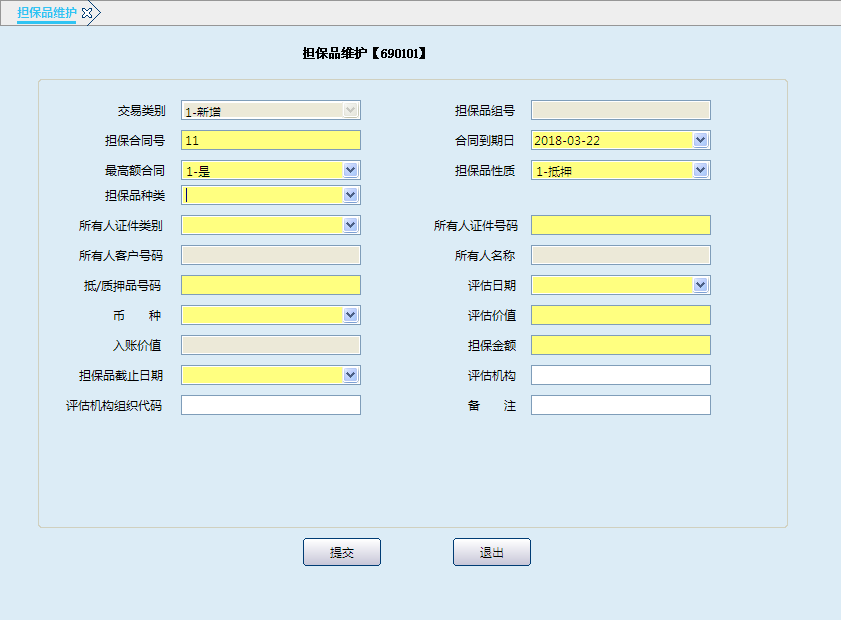 担保品维护
担保品维护【690101】
交易类别 1-新增 担保品组号
担保合同号 11 合同到期日 2018-03-22
最高额合同 1-是 担保品性质 1-抵押
担保品种类
所有人证件类别 所有人证件号码
所有人客户号码 所有人名称
抵/质押品号码 评估日期
币 种 评估价值
入账价值 担保金额
担保品截止日期 评估机构
评估机构组织代码 备 注
提交 退出